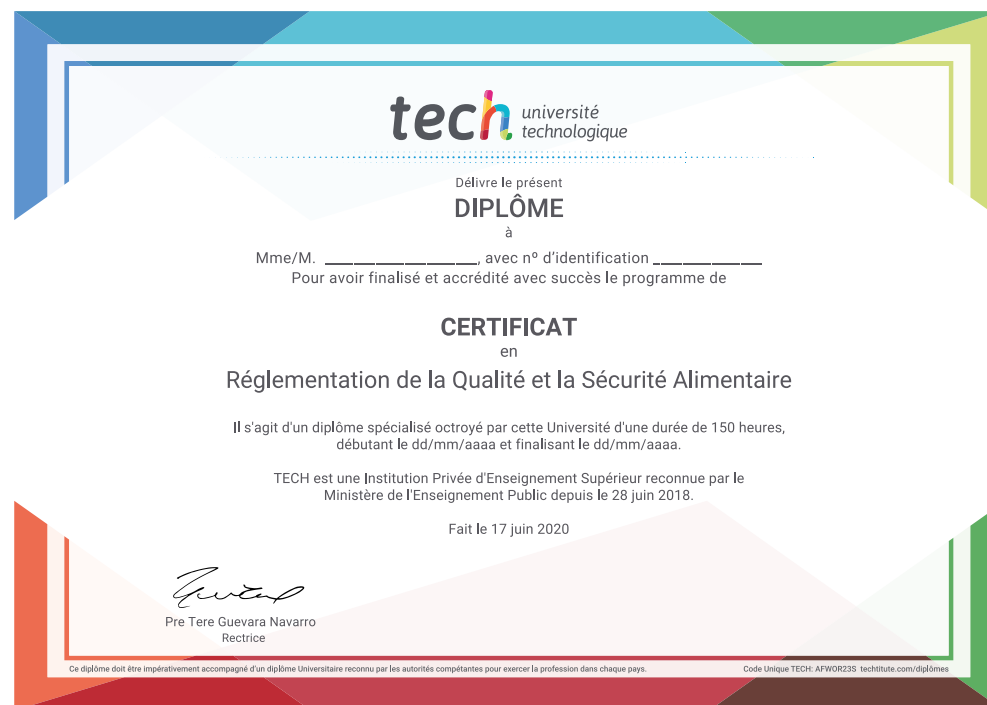 tech université
technologique
Délivre le présent
DIPLÔME
à
Mme/M. ________________, avec nº d'identification ____________
Pour avoir finalisé et accrédité avec succès le programme de
CERTIFICAT
en
Réglementation de la Qualité et la Sécurité Alimentaire
Il s'agit d'un diplôme spécialisé octroyé par cette Université d'une durée de 150 heures,
débutant le dd/mm/aaaa et finalisant le dd/mm/aaaa.
TECH est une Institution Privée d'Enseignement Supérieur reconnue par le
Ministère de l'Enseignement Public depuis le 28 juin 2018.
Fait le 17 juin 2020
Pre Tere Guevara Navarro
Rectrice
Ce diplôme doit être impérativement accompagné d'un diplôme Universitaire reconnu par les autorités compétantes pour exercer la profession dans chaque pays.
Code Unique TECH: AFWOR23S techtitute.com/diplômes